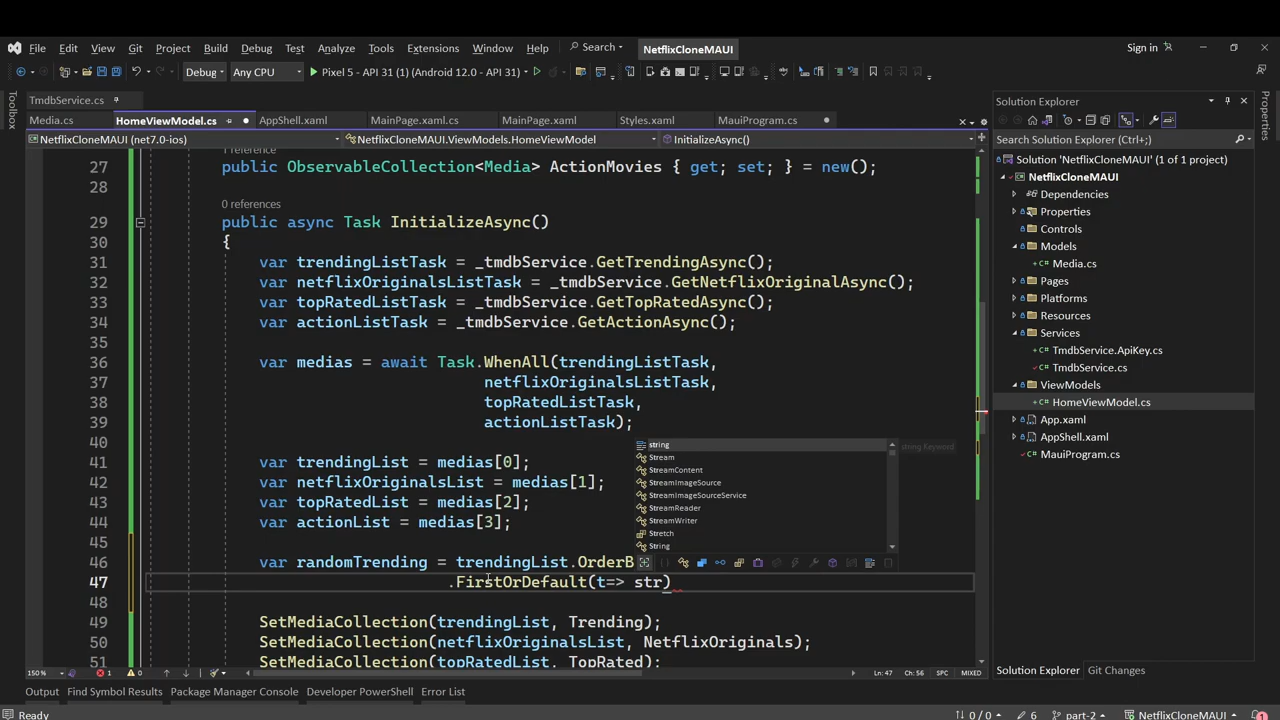 File Edit View Git Project Build Debug Test Analyze Tools Extensions Window Help Search NetflixCloneMAUI Sign in
Debug Any CPU Pixel 5 - API 31 (1) (Android 12.0 - API 31)
TmdbService.cs
Media.cs HomeViewModel.cs AppShell.xaml MainPage.xaml.cs MainPage.xaml Styles.xaml MauiProgram.cs
NetflixCloneMAUI (net7.0-ios) NetflixCloneMAUI.ViewModels.HomeViewModel InitializeAsync()
Toolbox
27 public ObservableCollection<Media> ActionMovies { get; set; } = new();
28
0 references
29 public async Task InitializeAsync()
30 {
31 var trendingListTask = _tmdbService.GetTrendingAsync();
32 var netflixOriginalsListTask = _tmdbService.GetNetflixOriginalAsync();
33 var topRatedListTask = _tmdbService.GetTopRatedAsync();
34 var actionListTask = _tmdbService.GetActionAsync();
35
36 var medias = await Task.WhenAll(trendingListTask,
37 netflixOriginalsListTask,
38 topRatedListTask,
39 actionListTask);
40
41 var trendingList = medias[0];
42 var netflixOriginalsList = medias[1];
43 var topRatedList = medias[2];
44 var actionList = medias[3];
45
46 var randomTrending = trendingList.OrderB
47 .FirstOrDefault(t=> str)
48
49 SetMediaCollection(trendingList, Trending);
50 SetMediaCollection(netflixOriginalsList, NetflixOriginals);
51 SetMediaCollection(topRatedList, TopRated);
string
string Keyword
Stream
StreamContent
StreamImageSource
StreamImageSourceService
StreamReader
StreamWriter
Stretch
String
150 % 1 0 Ln: 47 Ch: 56 SPC MIXED
Solution Explorer
Search Solution Explorer (Ctrl+;)
Solution 'NetflixCloneMAUI' (1 of 1 project)
NetflixCloneMAUI
Dependencies
Properties
Controls
Models
Media.cs
Pages
Platforms
Resources
Services
TmdbService.ApiKey.cs
TmdbService.cs
ViewModels
HomeViewModel.cs
App.xaml
AppShell.xaml
MauiProgram.cs
Solution Explorer Git Changes
Properties
Output Find Symbol Results Package Manager Console Developer PowerShell Error List
Ready 0 / 0 6 part-2 NetflixCloneMAUI 1